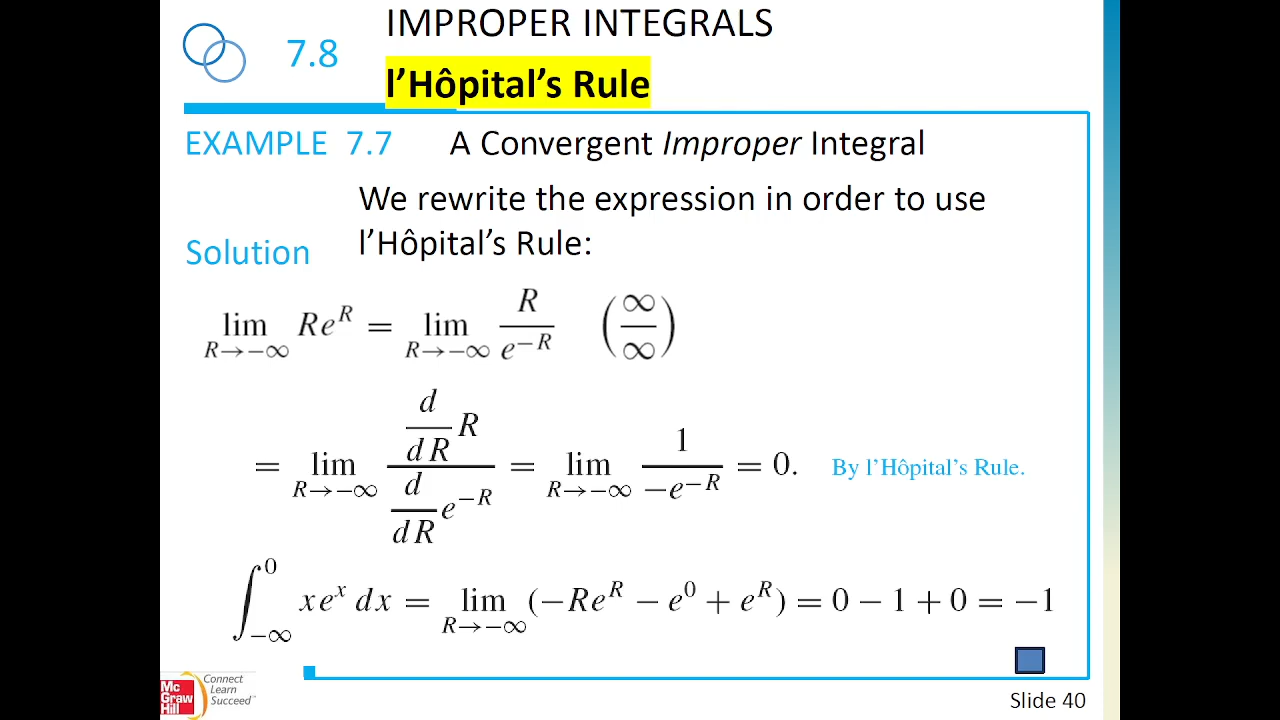 7.8
IMPROPER INTEGRALS
l’Hôpital’s Rule
EXAMPLE 7.7 A Convergent Improper Integral
We rewrite the expression in order to use
l’Hôpital’s Rule:
Solution
lim_{R→−∞} Re^R = lim_{R→−∞} R/e^{−R} (∞/∞)
= lim_{R→−∞} (d/dR R)/(d/dR e^{−R}) = lim_{R→−∞} 1/(−e^{−R}) = 0. By l’Hôpital’s Rule.
∫_{−∞}^{0} xe^x dx = lim_{R→−∞} (−Re^R − e^0 + e^R) = 0 − 1 + 0 = −1
Mc
Graw
Hill
Connect
Learn
Succeed™
Slide 40